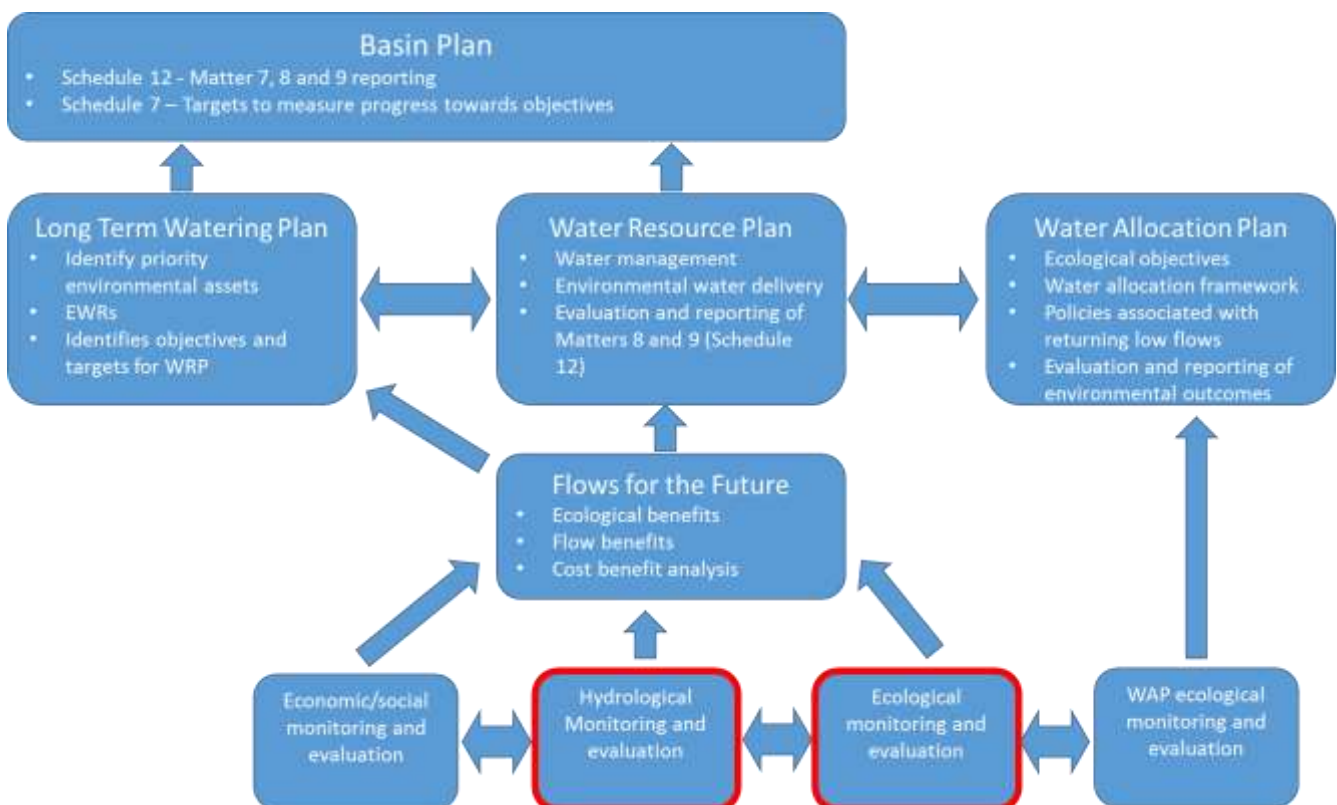 Basin Plan
• Schedule 12 - Matter 7, 8 and 9 reporting
• Schedule 7 – Targets to measure progress towards objectives
Long Term Watering Plan
• Identify priority
environmental assets
• EWRs
• Identifies objectives and
targets for WRP
Water Resource Plan
• Water management
• Environmental water delivery
• Evaluation and reporting of
Matters 8 and 9 (Schedule
12)
Water Allocation Plan
• Ecological objectives
• Water allocation framework
• Policies associated with
returning low flows
• Evaluation and reporting of
environmental outcomes
Flows for the Future
• Ecological benefits
• Flow benefits
• Cost benefit analysis
Economic/social
monitoring and
evaluation
Hydrological
Monitoring and
evaluation
Ecological
monitoring and
evaluation
WAP ecological
monitoring and
evaluation